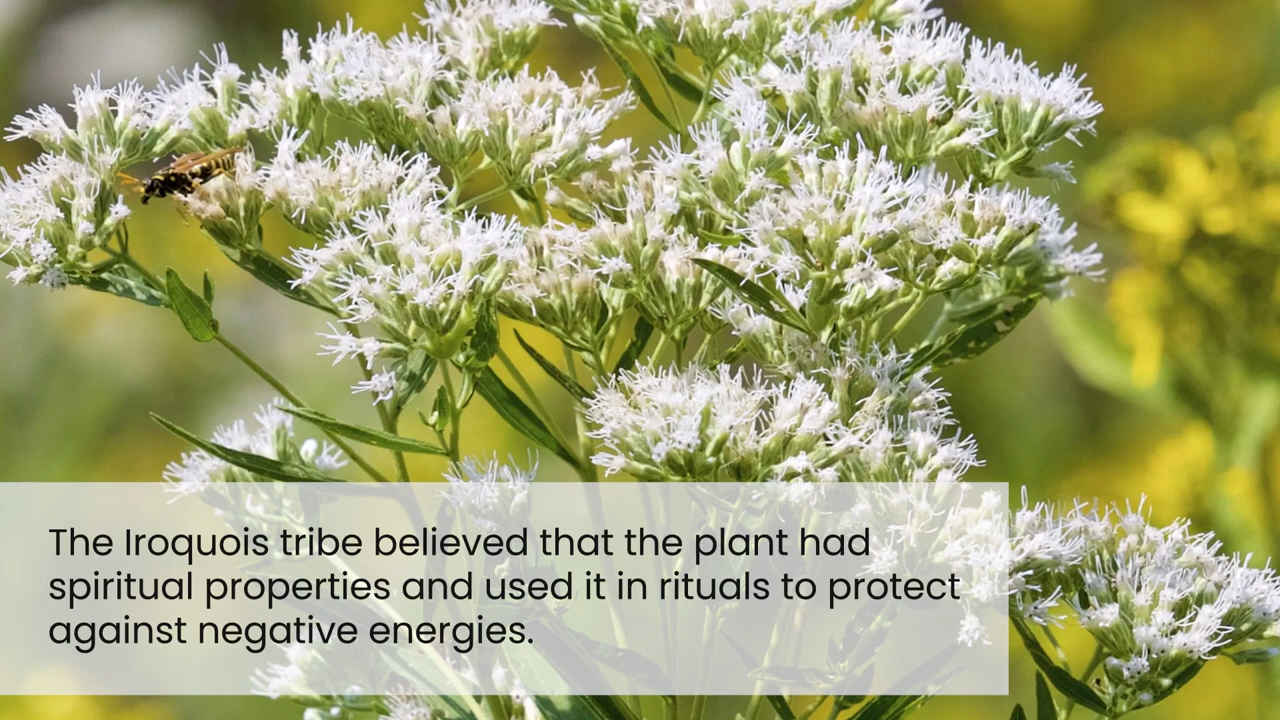 The Iroquois tribe believed that the plant had
spiritual properties and used it in rituals to protect
against negative energies.